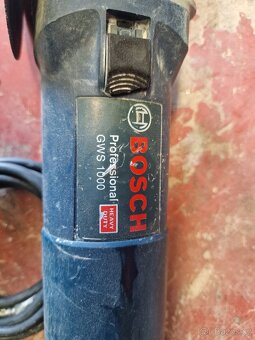 BOSCH
Professional
GWS 1000
HEAVY
DUTY